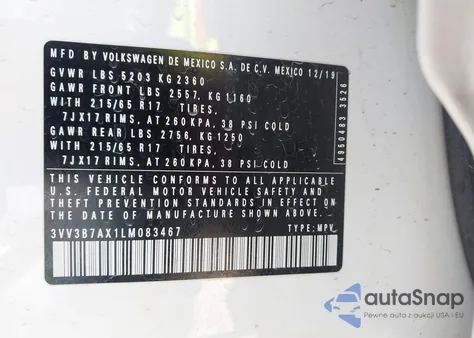 MFD BY VOLKSWAGEN DE MEXICO S.A. DE C.V. MEXICO 12/19
GVWR LBS 5203 KG 2360
GAWR FRONT LBS 2557, KG 1160
WITH 215/65 R17 TIRES,
7JX17 RIMS, AT 260 KPA, 38 PSI COLD
GAWR REAR LBS 2756, KG 1250
WITH 215/65 R17 TIRES,
7JX17 RIMS, AT 260 KPA, 38 PSI COLD
4950483 3526
THIS VEHICLE CONFORMS TO ALL APPLICABLE
U.S. FEDERAL MOTOR VEHICLE SAFETY AND
THEFT PREVENTION STANDARDS IN EFFECT ON THE
DATE OF MANUFACTURE SHOWN ABOVE.
3VV3B7AX1LM083467 TYPE: MPV
autoSnap
Pewne auta z aukcji USA i EU